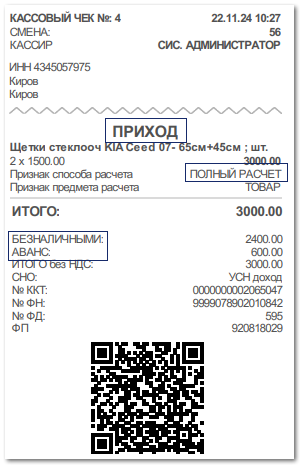 КАССОВЫЙ ЧЕК №: 4 22.11.24 10:27
СМЕНА: 56
КАССИР СИС. АДМИНИСТРАТОР
ИНН 4345057975
Киров
Киров
ПРИХОД
Щетки стеклооч KIA Ceed 07- 65см+45см ; шт.
2 x 1500.00 3000.00
Признак способа расчета ПОЛНЫЙ РАСЧЕТ
Признак предмета расчета ТОВАР
ИТОГО: 3000.00
БЕЗНАЛИЧНЫМИ: 2400.00
АВАНС: 600.00
ИТОГО без НДС: 3000.00
СНО: УСН доход
№ ККТ: 0000000002065047
№ ФН: 9999078902010842
№ ФД: 595
ФП 920818029